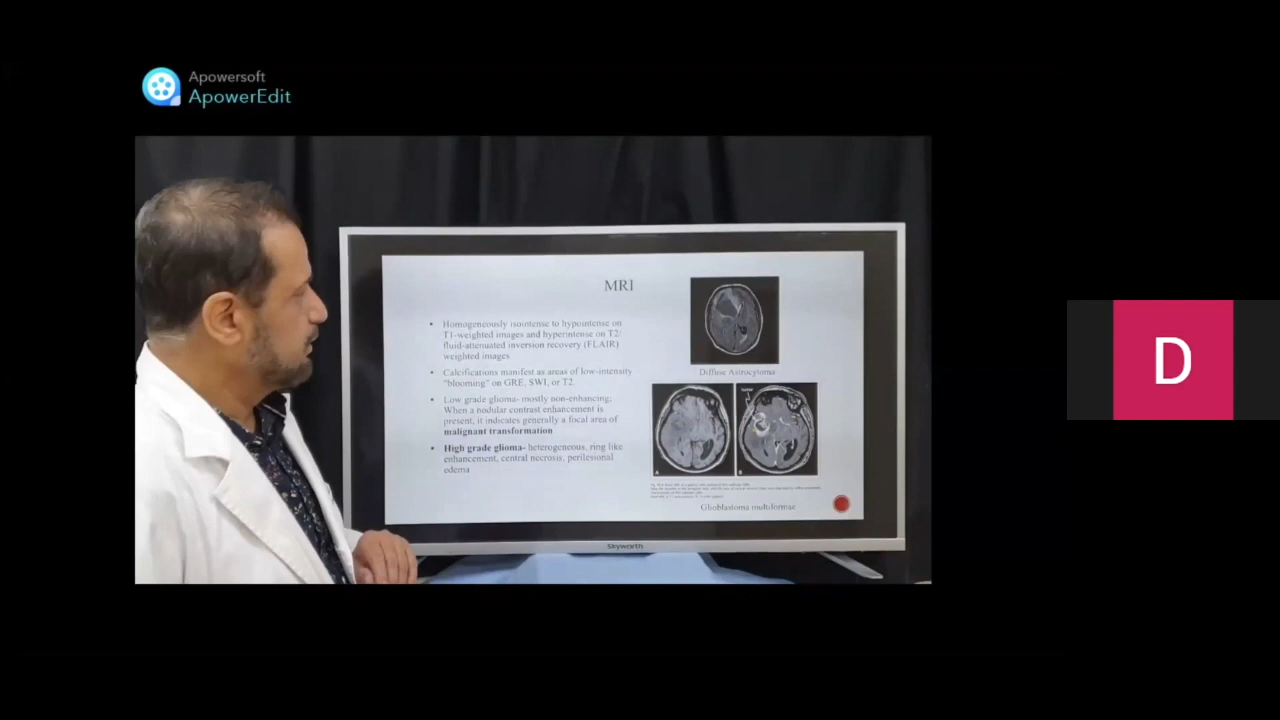 Apowersoft
ApowerEdit
MRI
• Homogeneously isointense to hypointense on
T1-weighted images and hyperintense on T2/
fluid-attenuated inversion recovery (FLAIR)
weighted images
• Calcifications manifest as areas of low-intensity
"blooming" on GRE, SWI, or T2.
• Low grade glioma- mostly non-enhancing;
When a nodular contrast enhancement is
present, it indicates generally a focal area of
malignant transformation
• High grade glioma- heterogeneous, ring like
enhancement, central necrosis, perilesional
edema
Diffuse Astrocytoma
A
B
Glioblastoma multiformae
Skyworth
D